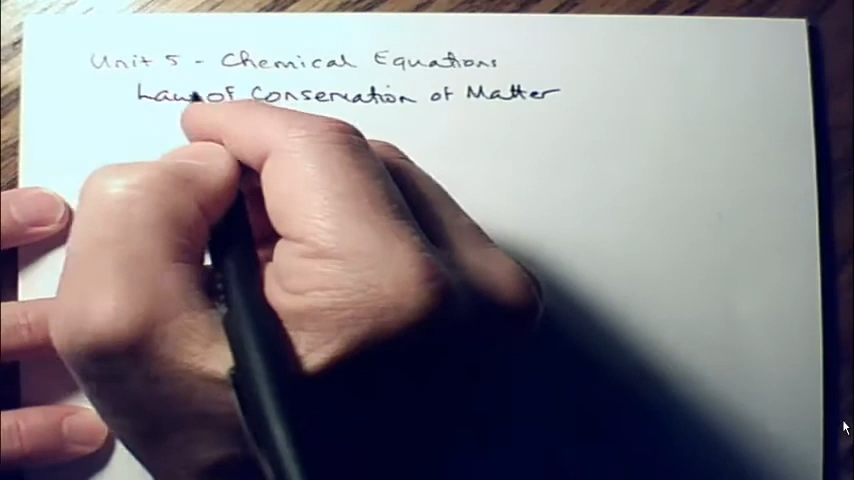 Unit 5 - Chemical Equations
Law of Conservation of Matter